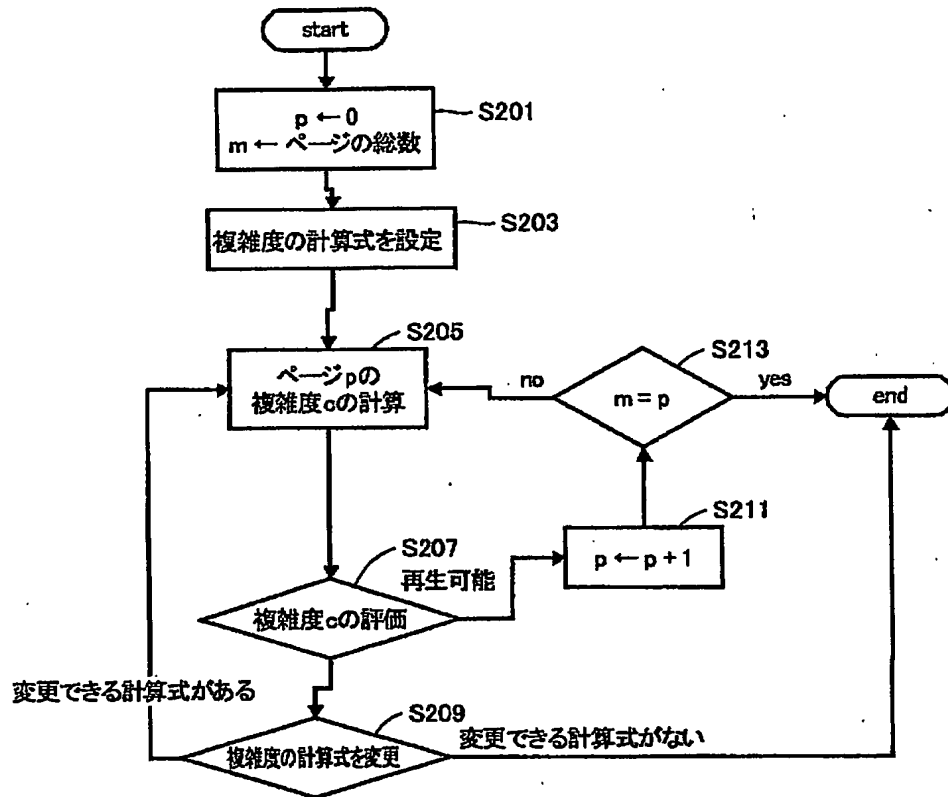 start
S201
p ← 0
m ← ページの総数
S203
複雑度の計算式を設定
S205
ページpの
複雑度cの計算
S213
no
m = p
yes
end
S211
p ← p + 1
S207
再生可能
複雑度cの評価
変更できる計算式がある
S209
複雑度の計算式を変更
変更できる計算式がない